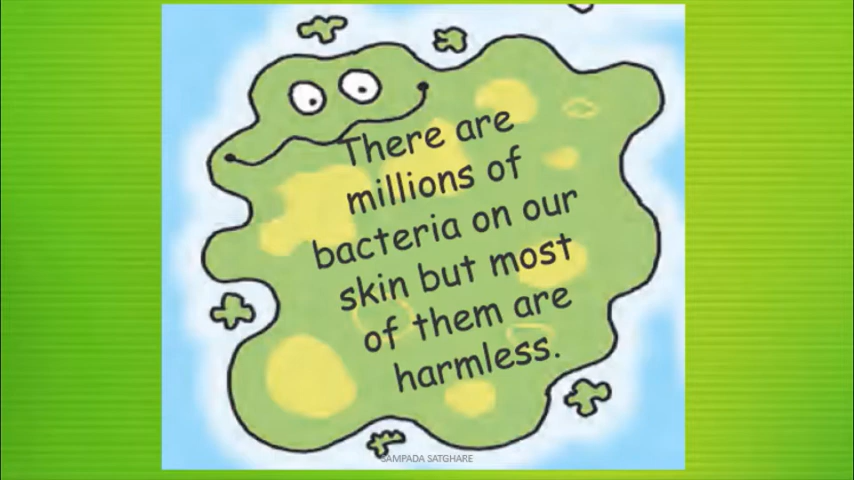 There are
millions of
bacteria on our
skin but most
of them are
harmless.
SAMPADA SATGHARE